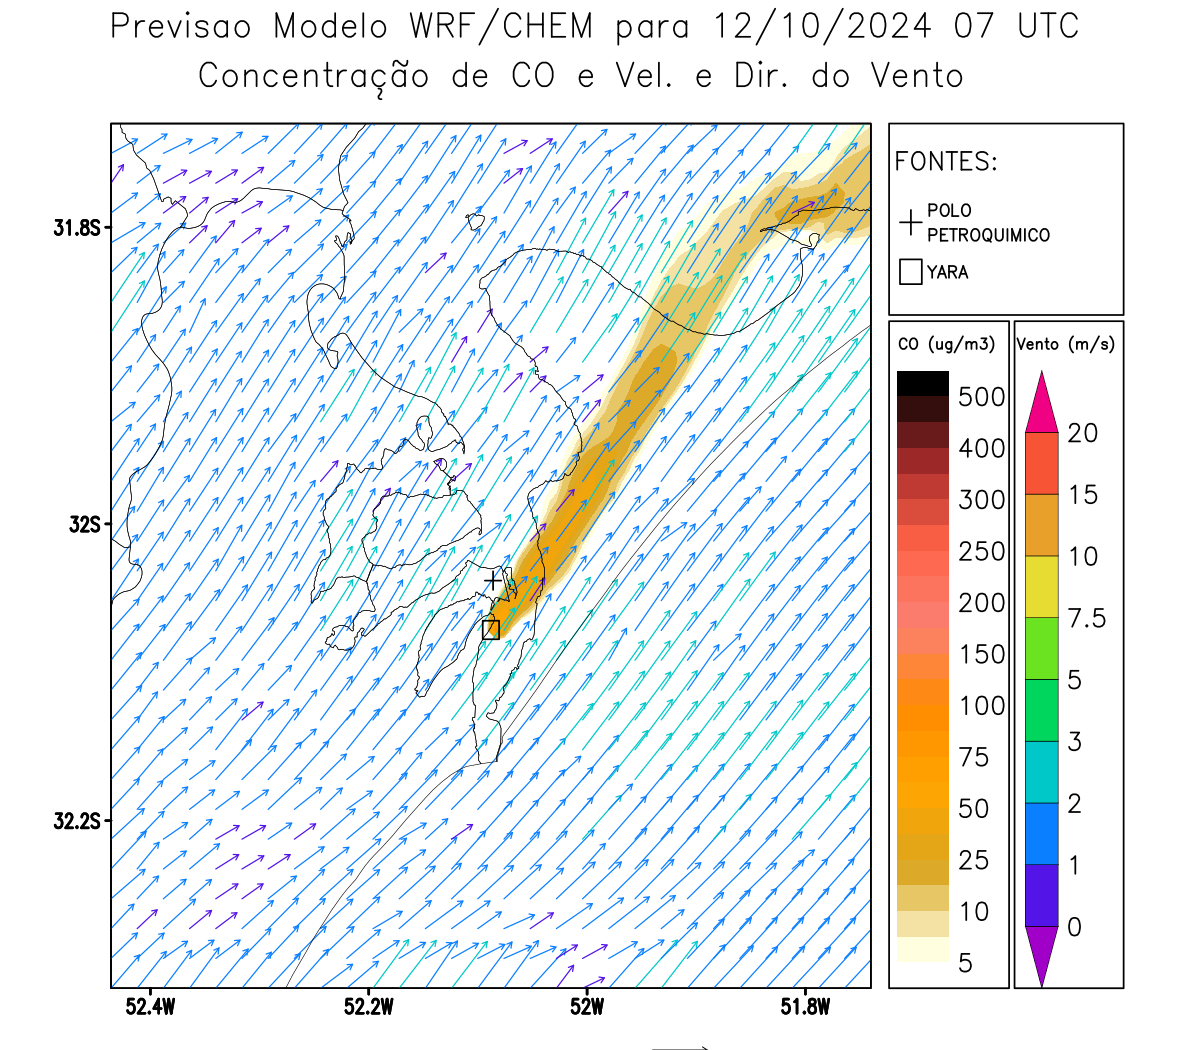 Previsao Modelo WRF/CHEM para 12/10/2024 07 UTC
Concentração de CO e Vel. e Dir. do Vento
FONTES:
POLO
PETROQUIMICO
YARA
CO (ug/m3)
500
400
300
250
200
150
100
75
50
25
10
5
Vento (m/s)
20
15
10
7.5
5
3
2
1
0
31.8S
32S
32.2S
52.4W
52.2W
52W
51.8W